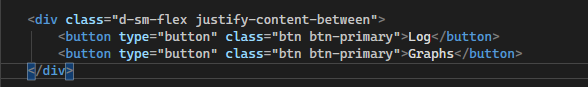 <div class="d-sm-flex justify-content-between">
    <button type="button" class="btn btn-primary">Log</button>
    <button type="button" class="btn btn-primary">Graphs</button>
</div>